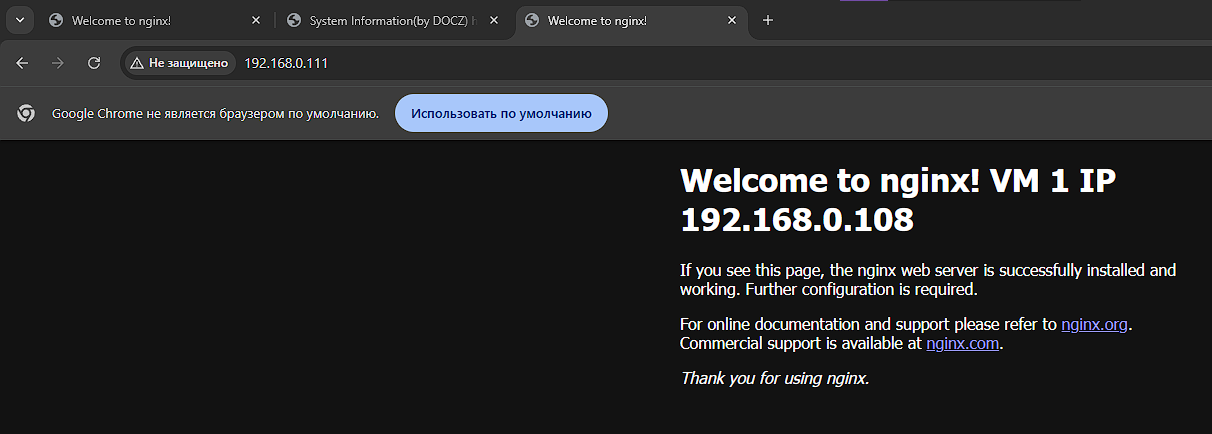 Welcome to nginx!
System Information(by DOCZ) h
Welcome to nginx!
Не защищено
192.168.0.111
Google Chrome не является браузером по умолчанию.
Использовать по умолчанию
Welcome to nginx! VM 1 IP
192.168.0.108
If you see this page, the nginx web server is successfully installed and
working. Further configuration is required.
For online documentation and support please refer to nginx.org.
Commercial support is available at nginx.com.
Thank you for using nginx.